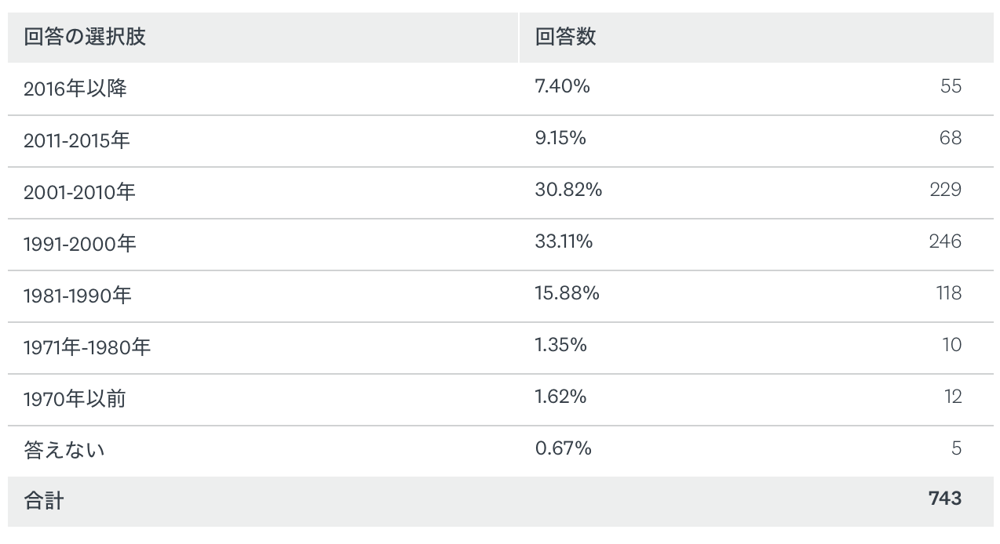 回答の選択肢 回答数
2016年以降 7.40% 55
2011-2015年 9.15% 68
2001-2010年 30.82% 229
1991-2000年 33.11% 246
1981-1990年 15.88% 118
1971年-1980年 1.35% 10
1970年以前 1.62% 12
答えない 0.67% 5
合計 743